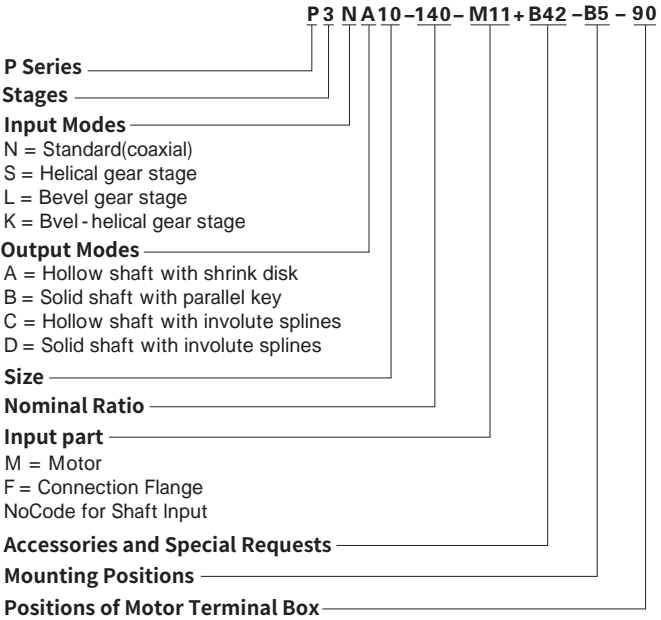 P3NA10-140-M11+B42-B5-90
P Series
Stages
Input Modes
N = Standard(coaxial)
S = Helical gear stage
L = Bevel gear stage
K = Bvel-helical gear stage
Output Modes
A = Hollow shaft with shrink disk
B = Solid shaft with parallel key
C = Hollow shaft with involute splines
D = Solid shaft with involute splines
Size
Nominal Ratio
Input part
M = Motor
F = Connection Flange
NoCode for Shaft Input
Accessories and Special Requests
Mounting Positions
Positions of Motor Terminal Box